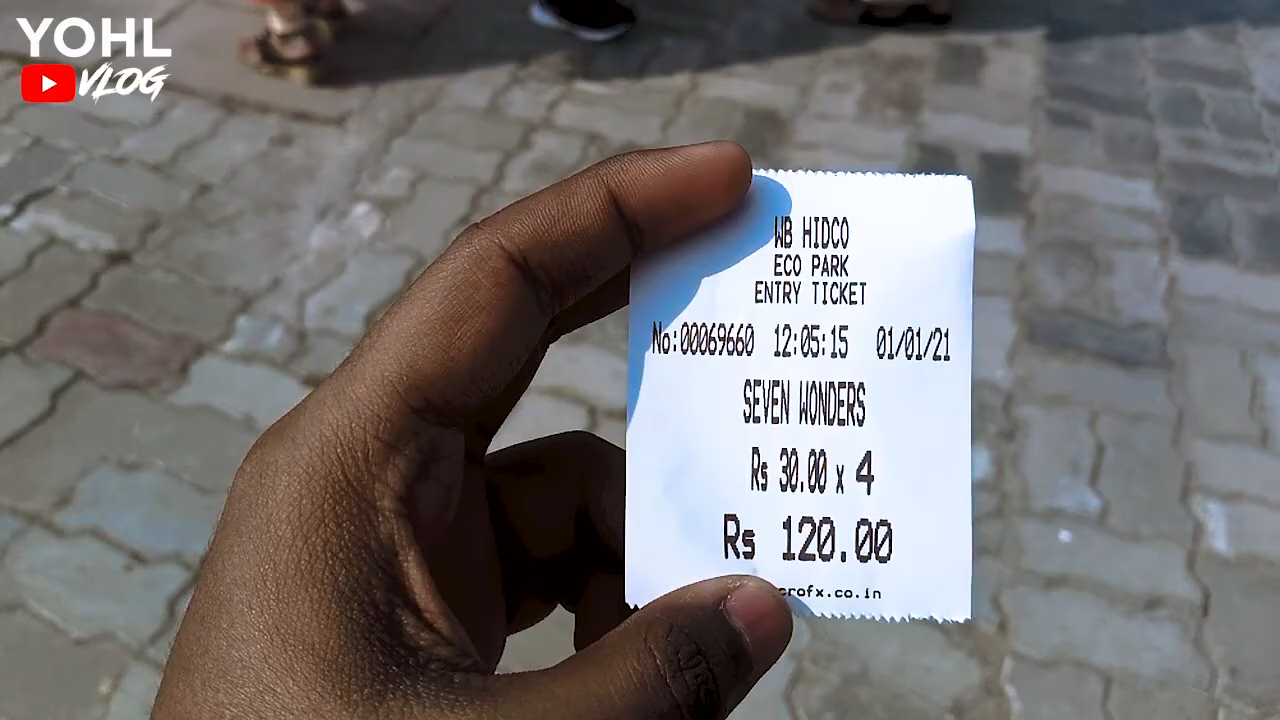 YOHL
VLOG
WB HIDCO
ECO PARK
ENTRY TICKET
No:00069660 12:05:15 01/01/21
SEVEN WONDERS
Rs 30.00 x 4
Rs 120.00